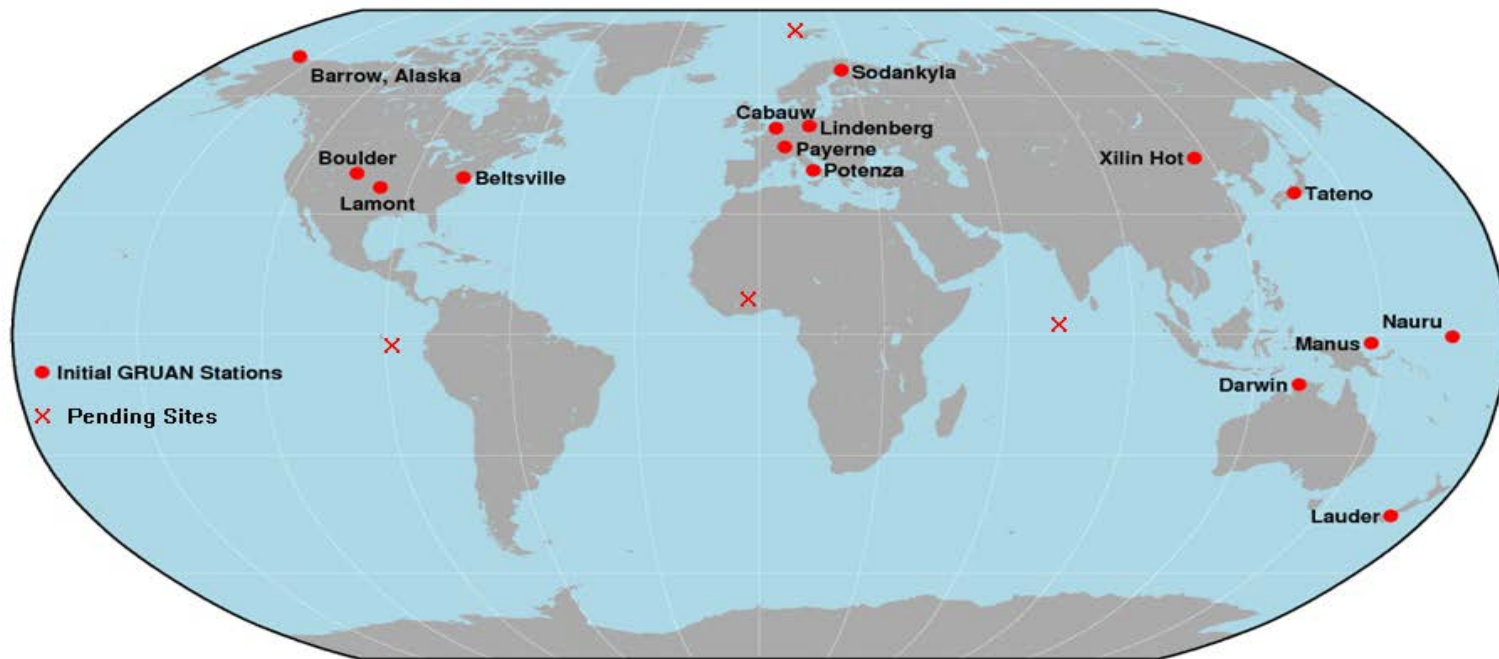 Barrow, Alaska
Sodankyla
Cabauw
Lindenberg
Payerne
Potenza
Boulder
Lamont
Beltsville
Xilin Hot
Tateno
Nauru
Manus
Darwin
Lauder
Initial GRUAN Stations
Pending Sites